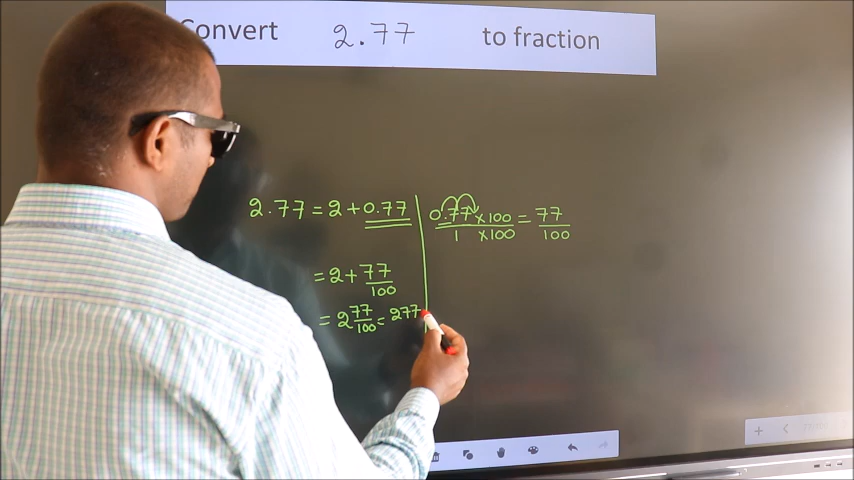 Convert 2.77 to fraction
2.77 = 2 + 0.77
0.77/1 ×100/×100 = 77/100
= 2 + 77/100
= 2 77/100 = 277